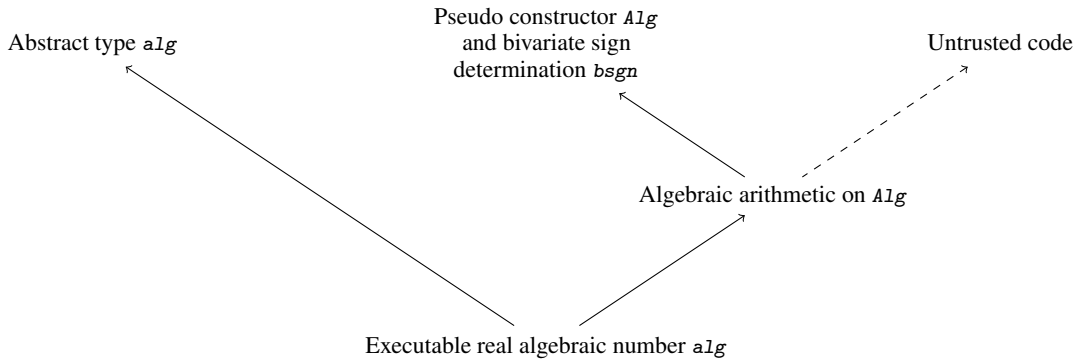 Abstract type alg
Pseudo constructor Alg
and bivariate sign
determination bsgn
Untrusted code
Algebraic arithmetic on Alg
Executable real algebraic number alg